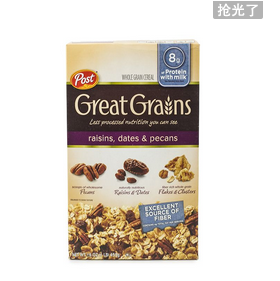 抢光了
Post
WHOLE GRAIN CEREAL
8g
Protein
with milk
Great Grains
Less processed nutrition you can see
raisins, dates & pecans
Pecans
Raisins & Dates
Flakes & Clusters
EXCELLENT
SOURCE OF
FIBER